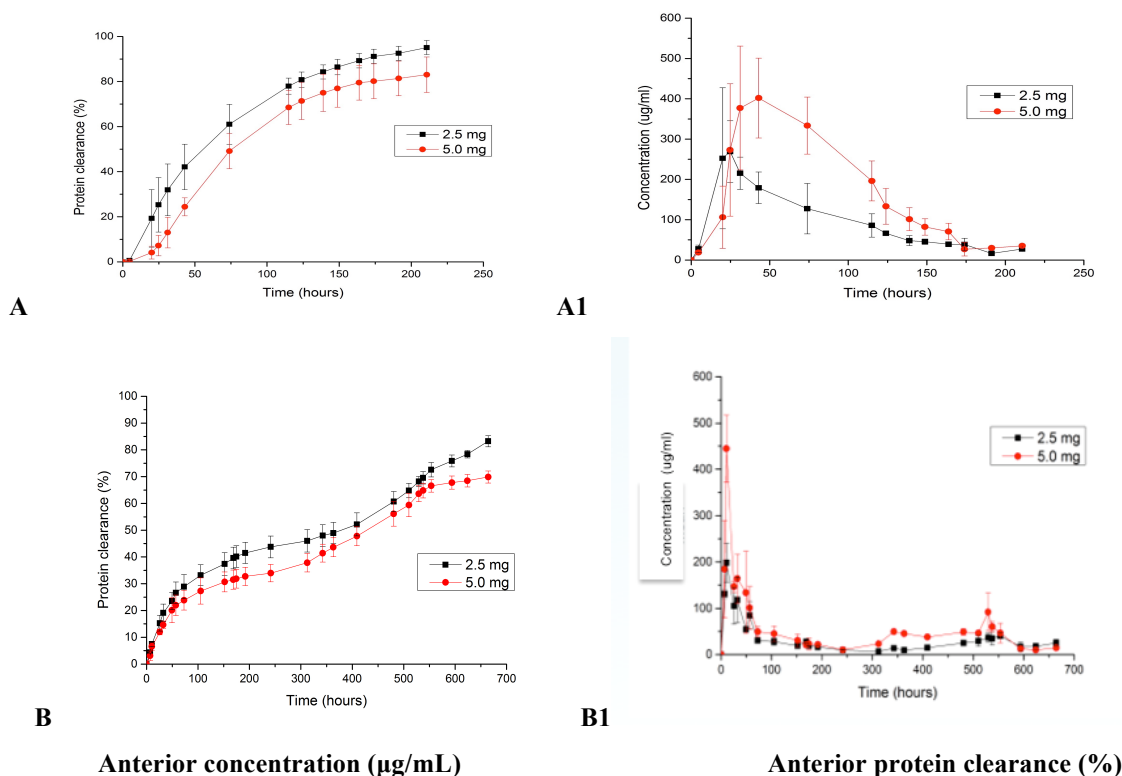 100
80
60
40
20
0
Protein clearance (%)
2.5 mg
5.0 mg
0 50 100 150 200 250
Time (hours)
A
600
500
400
300
200
100
0
Concentration (ug/ml)
2.5 mg
5.0 mg
0 50 100 150 200 250
Time (hours)
A1
100
90
80
70
60
50
40
30
20
10
0
Protein clearance (%)
2.5 mg
5.0 mg
0 100 200 300 400 500 600 700
Time (hours)
B
600
500
400
300
200
100
0
Concentration (ug/ml)
2.5 mg
5.0 mg
0 100 200 300 400 500 600 700
Time (hours)
B1
Anterior concentration (µg/mL)
Anterior protein clearance (%)